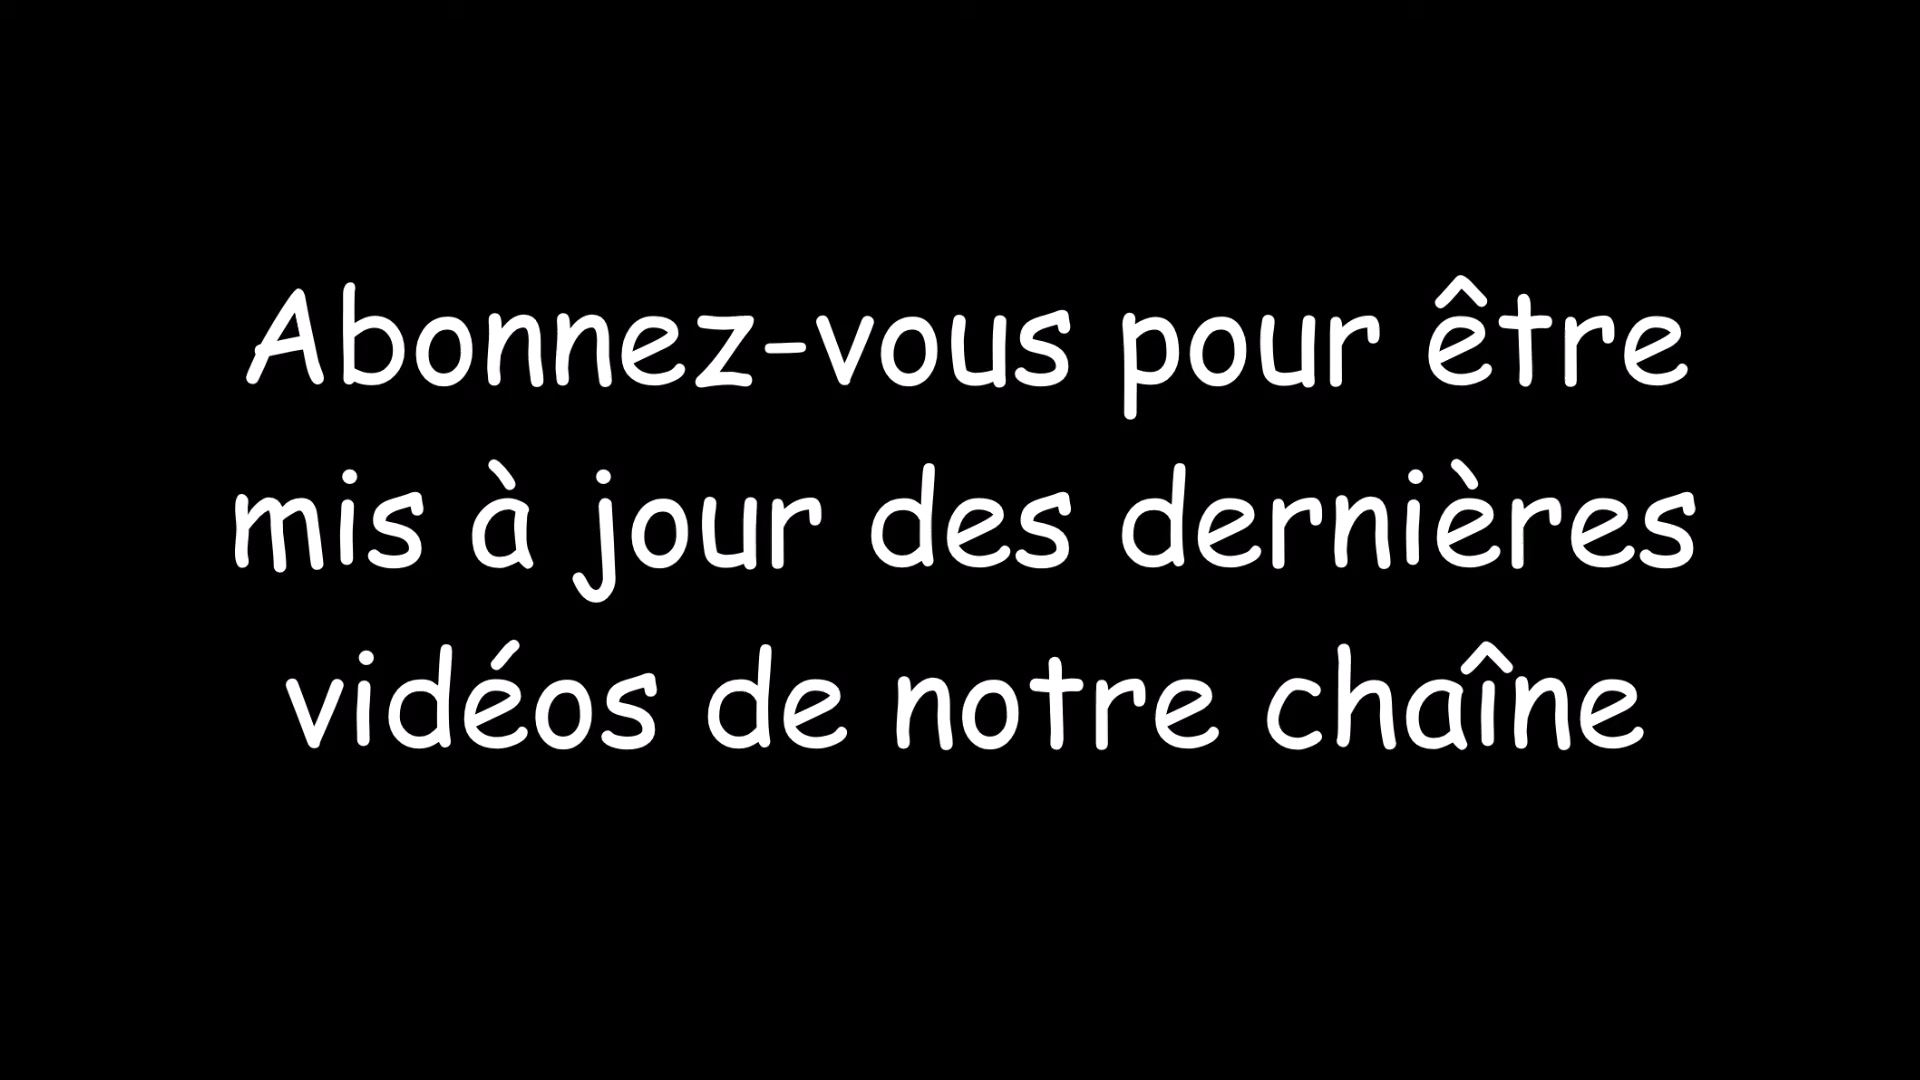 Abonnez-vous pour être
mis à jour des dernières
vidéos de notre chaîne